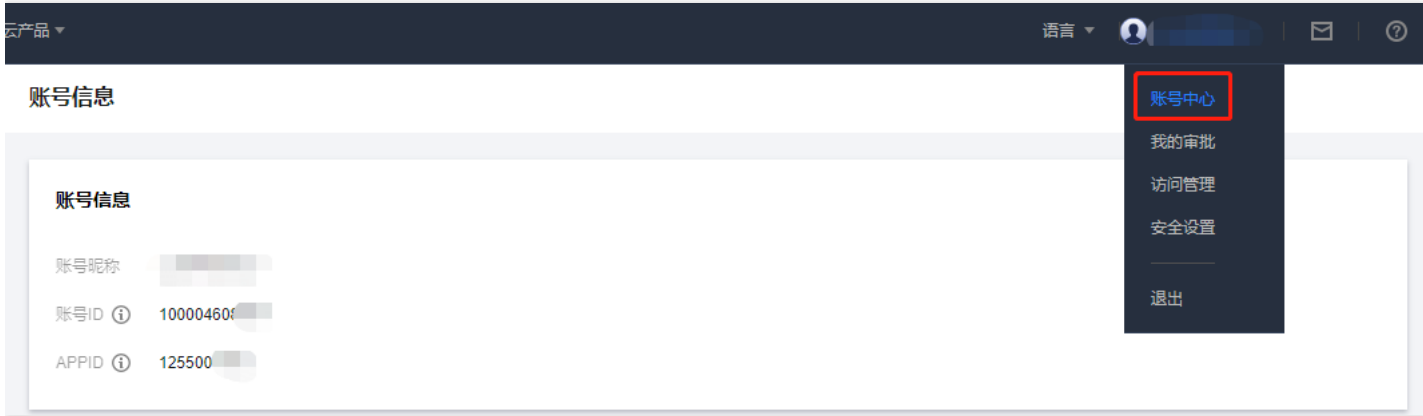 云产品
语言
账号信息
账号中心
我的审批
访问管理
安全设置
退出
账号信息
账号昵称
账号ID 10000460
APPID 125500